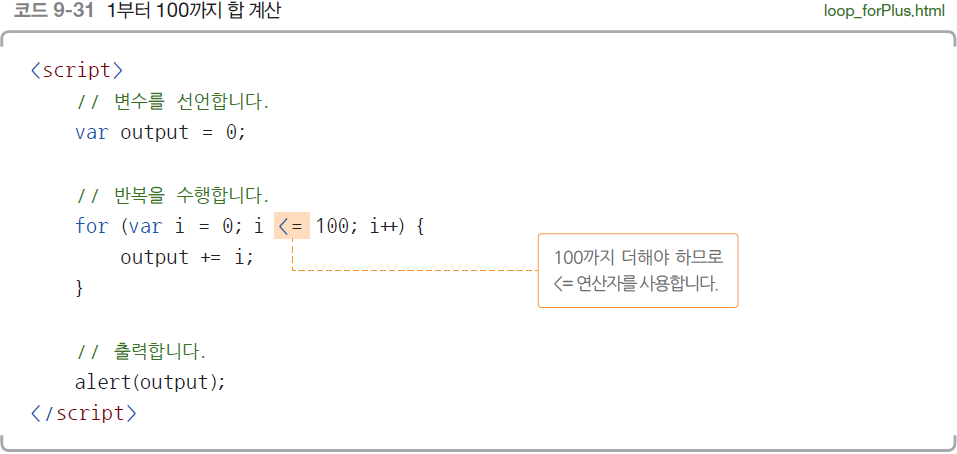 코드 9-31 1부터 100까지 합 계산
loop_forPlus.html
<script>
// 변수를 선언합니다.
var output = 0;
// 반복을 수행합니다.
for (var i = 0; i <= 100; i++) {
output += i;
}
100까지 더해야 하므로
<= 연산자를 사용합니다.
// 출력합니다.
alert(output);
</script>